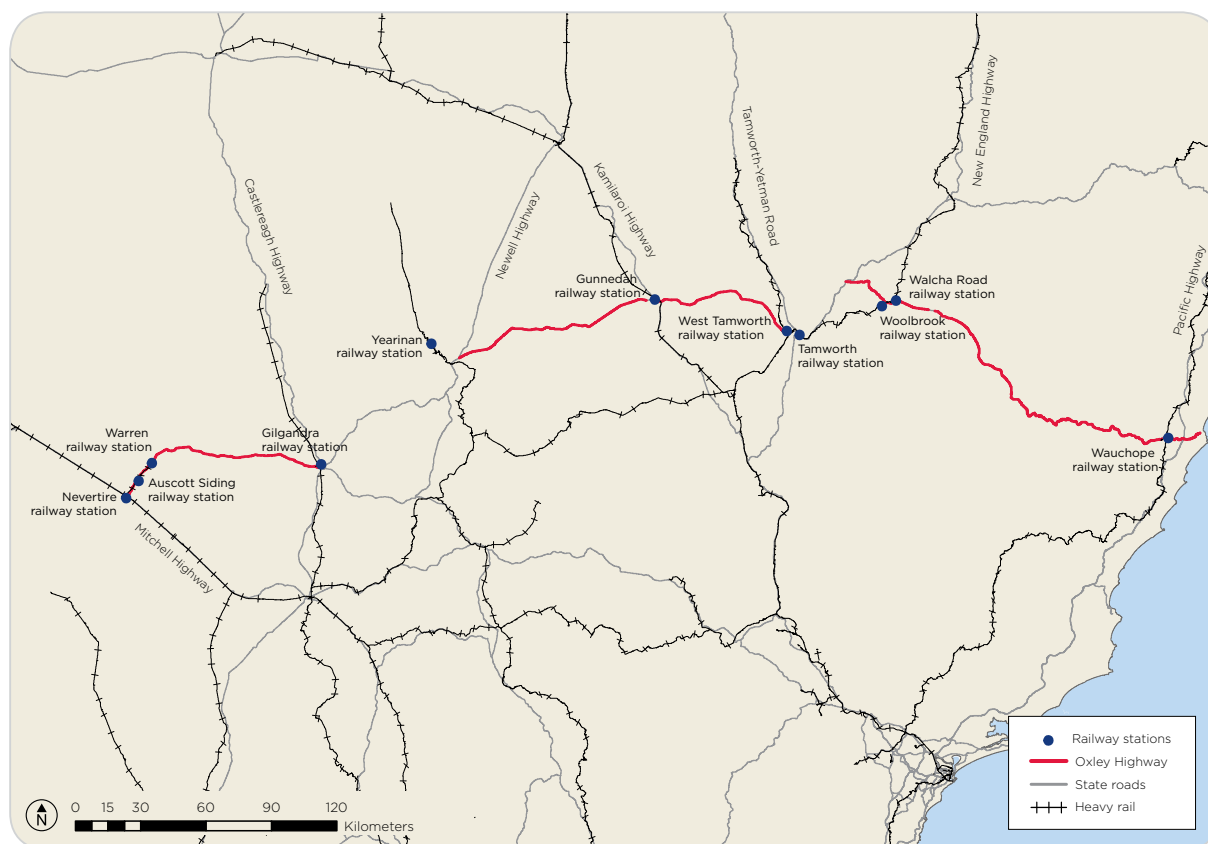 New England Highway
Tamworth-Yetman Road
Kamilaroi Highway
Castlereagh Highway
Newell Highway
Pacific Highway
Gunnedah
railway station
Walcha Road
railway station
West Tamworth
railway station
Woolbrook
railway station
Yearinan
railway station
Tamworth
railway station
Warren
railway station
Gilgandra
railway station
Wauchope
railway station
Auscott Siding
railway station
Nevertire
railway station
Mitchell Highway
Railway stations
Oxley Highway
State roads
Heavy rail
N
0 15 30 60 90 120
Kilometers